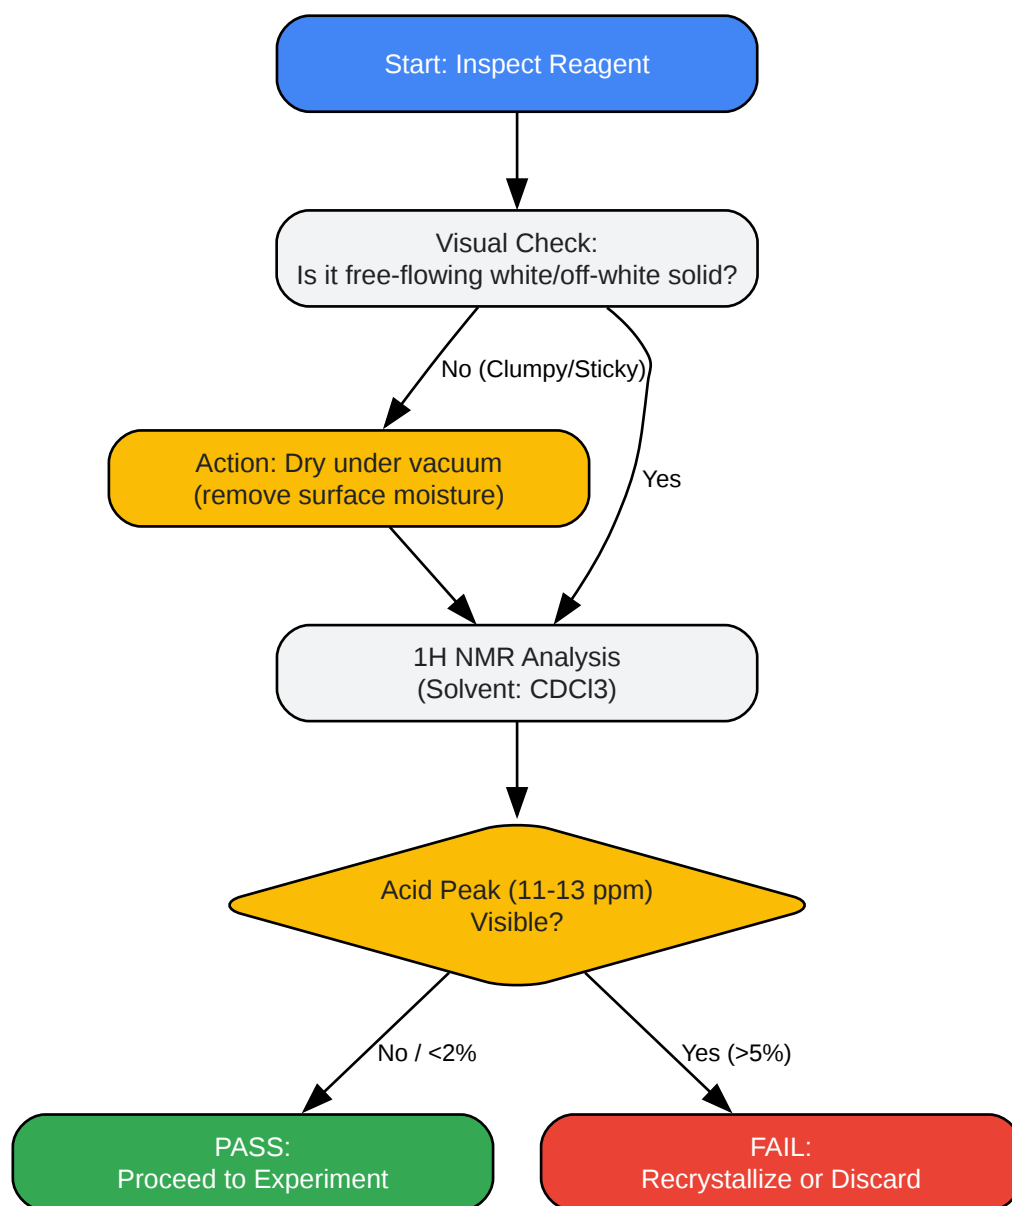 Start: Inspect Reagent
Visual Check:
Is it free-flowing white/off-white solid?
No (Clumpy/Sticky)
Action: Dry under vacuum
(remove surface moisture)
Yes
1H NMR Analysis
(Solvent: CDCl3)
Acid Peak (11-13 ppm)
Visible?
No / <2%
Yes (>5%)
PASS:
Proceed to Experiment
FAIL:
Recrystallize or Discard